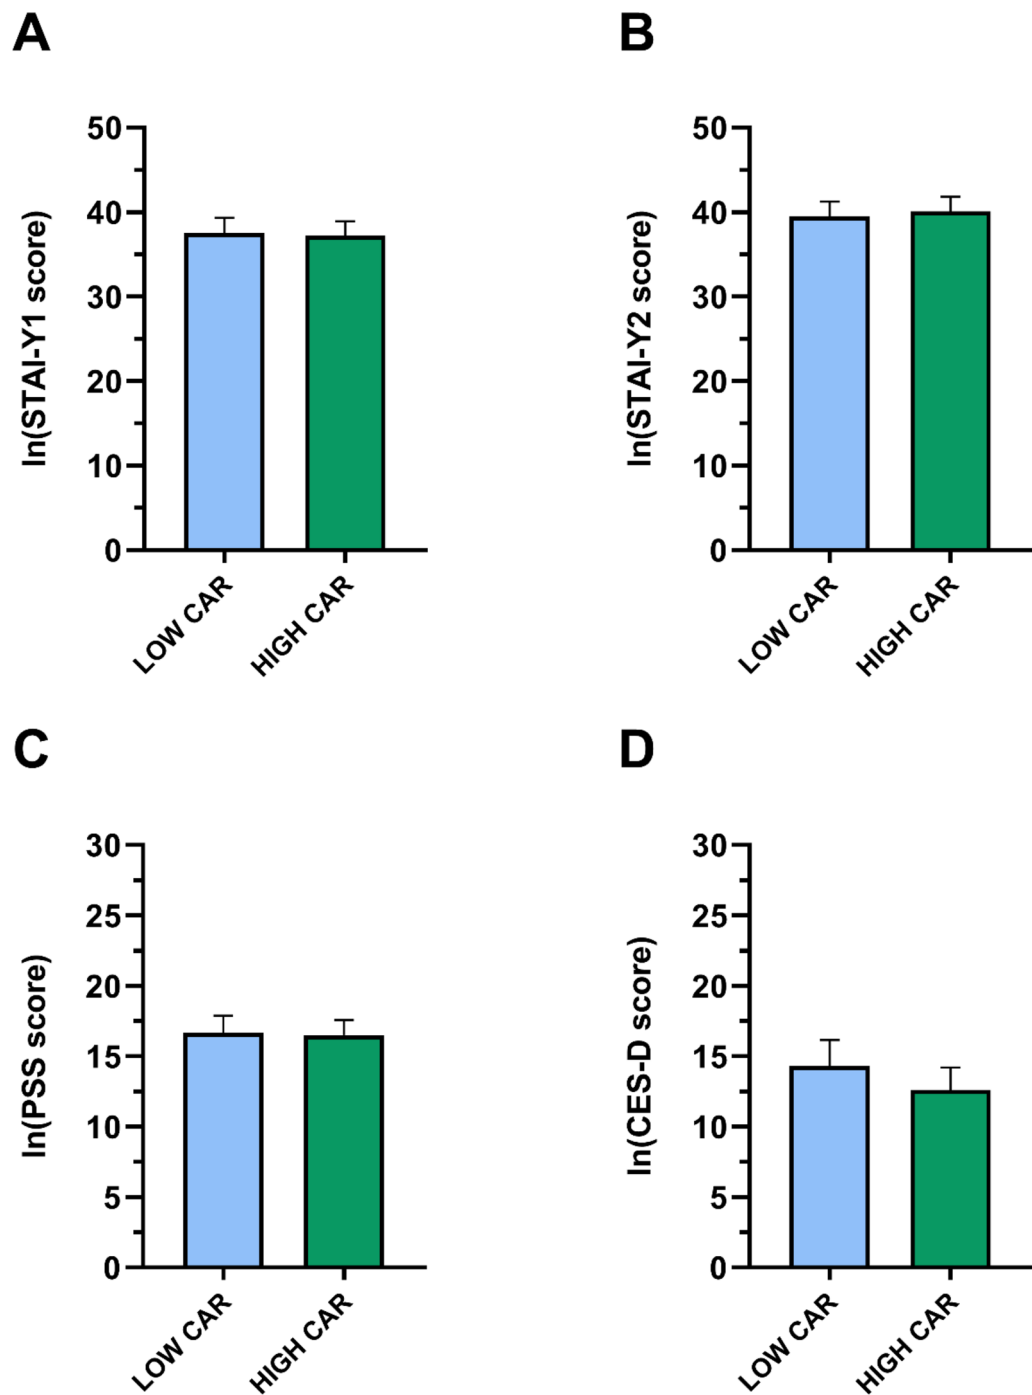 A
ln(STAI-Y1 score)
50
40
30
20
10
0
LOW CAR
HIGH CAR
B
ln(STAI-Y2 score)
50
40
30
20
10
0
LOW CAR
HIGH CAR
C
ln(PSS score)
30
25
20
15
10
5
0
LOW CAR
HIGH CAR
D
ln(CES-D score)
30
25
20
15
10
5
0
LOW CAR
HIGH CAR